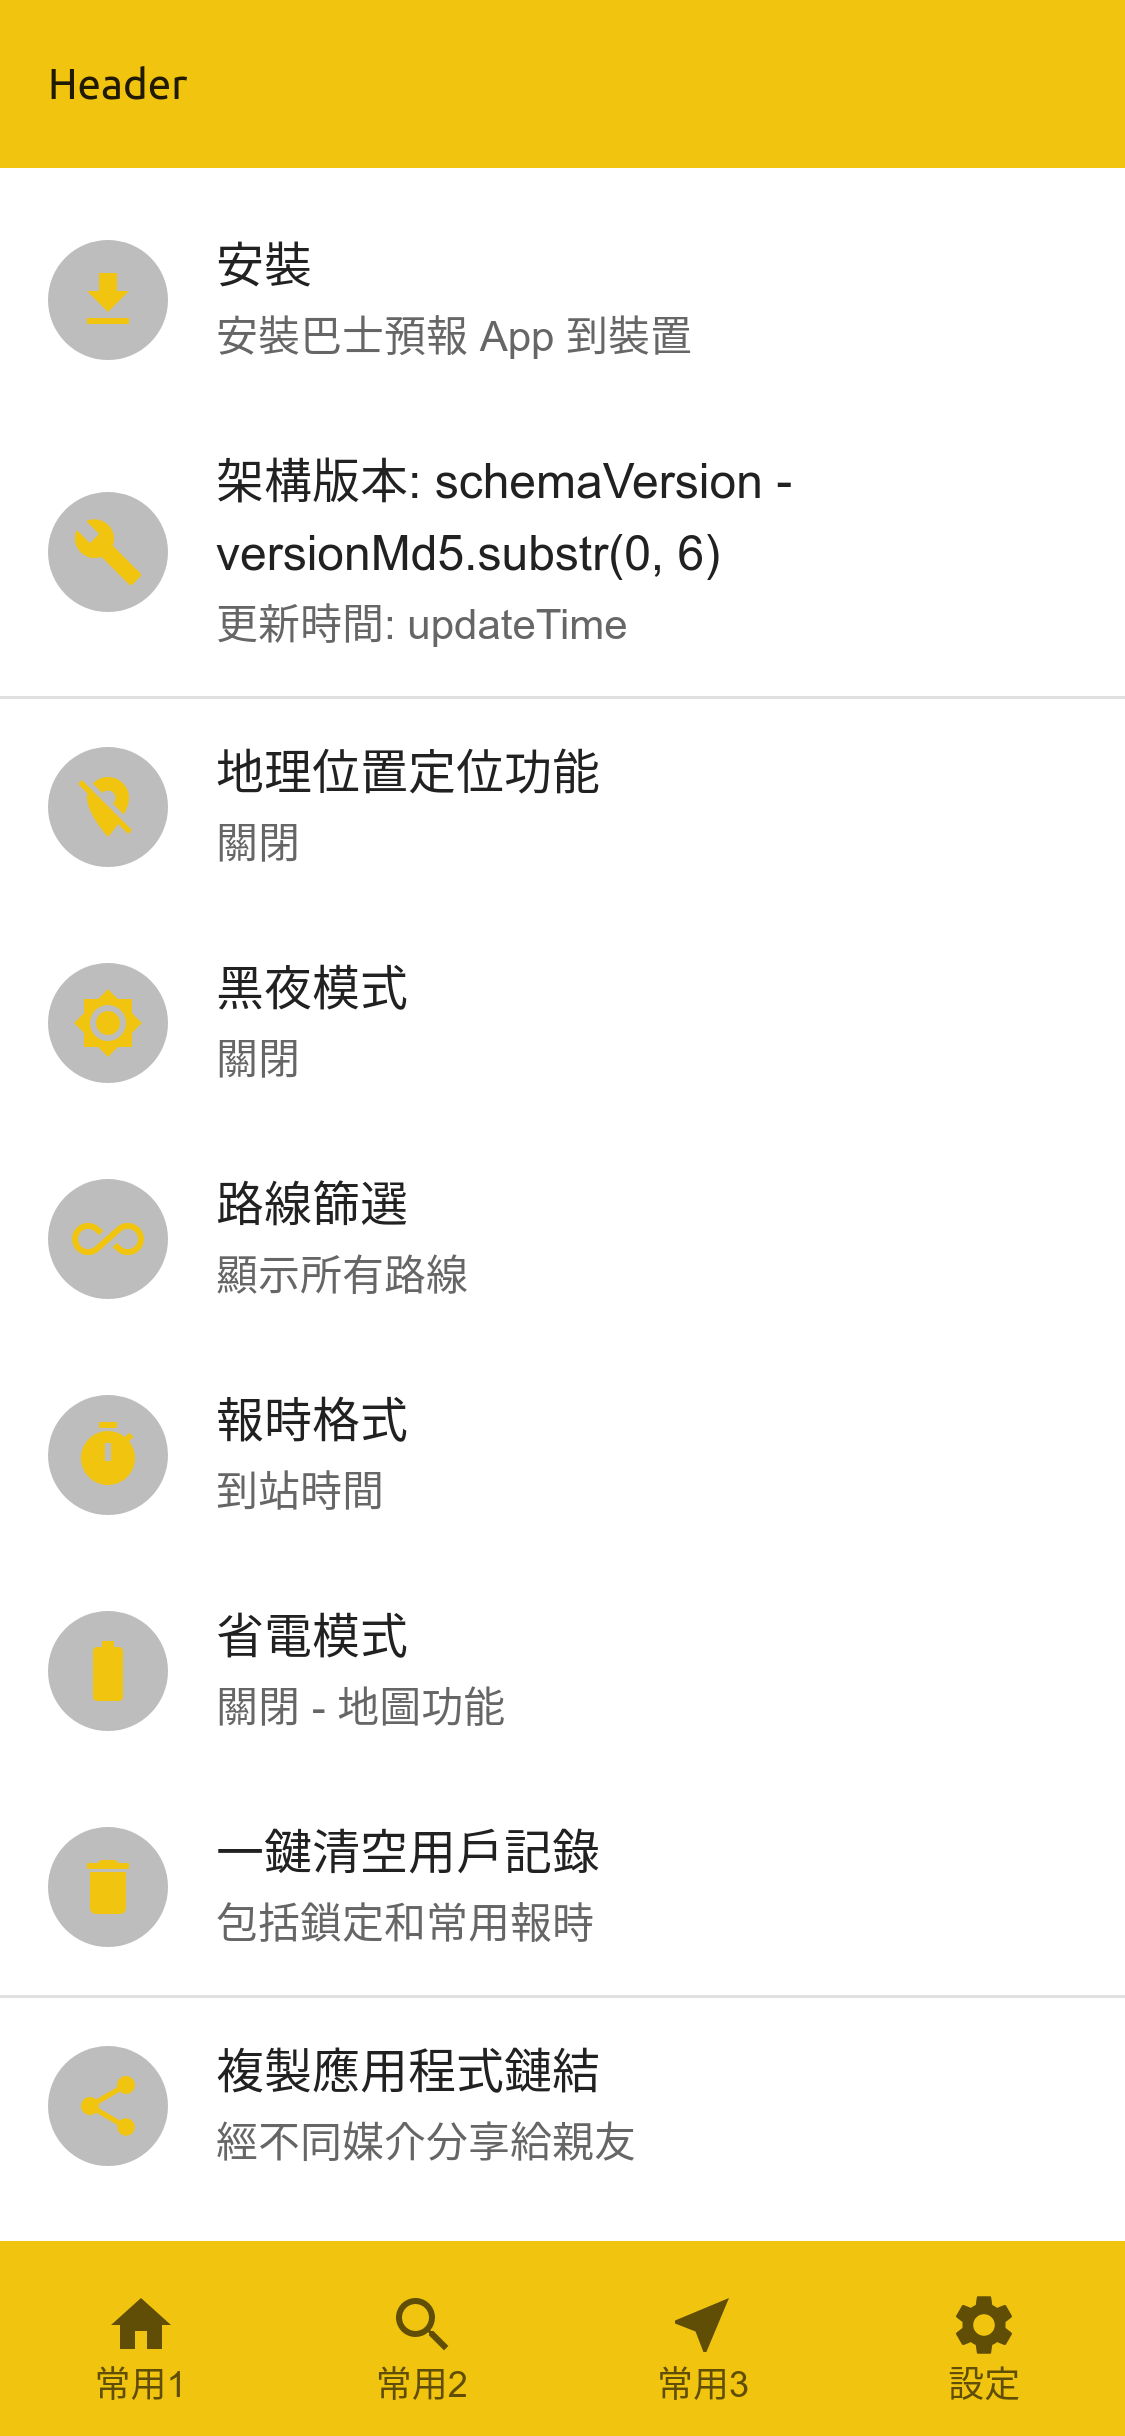 Header
安裝
安裝巴士預報 App 到裝置
架構版本: schemaVersion -
versionMd5.substr(0, 6)
更新時間: updateTime
地理位置定位功能
關閉
黑夜模式
關閉
路線篩選
顯示所有路線
報時格式
到站時間
省電模式
關閉 - 地圖功能
一鍵清空用戶記錄
包括鎖定和常用報時
複製應用程式鏈結
經不同媒介分享給親友
常用1
常用2
常用3
設定